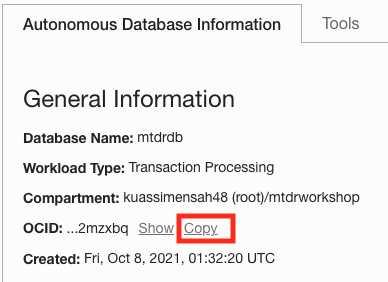 Autonomous Database Information Tools
General Information
Database Name: mtdrdb
Workload Type: Transaction Processing
Compartment: kuassimensah48 (root)/mtdrworkshop
OCID: ...2mzxbq Show Copy
Created: Fri, Oct 8, 2021, 01:32:20 UTC